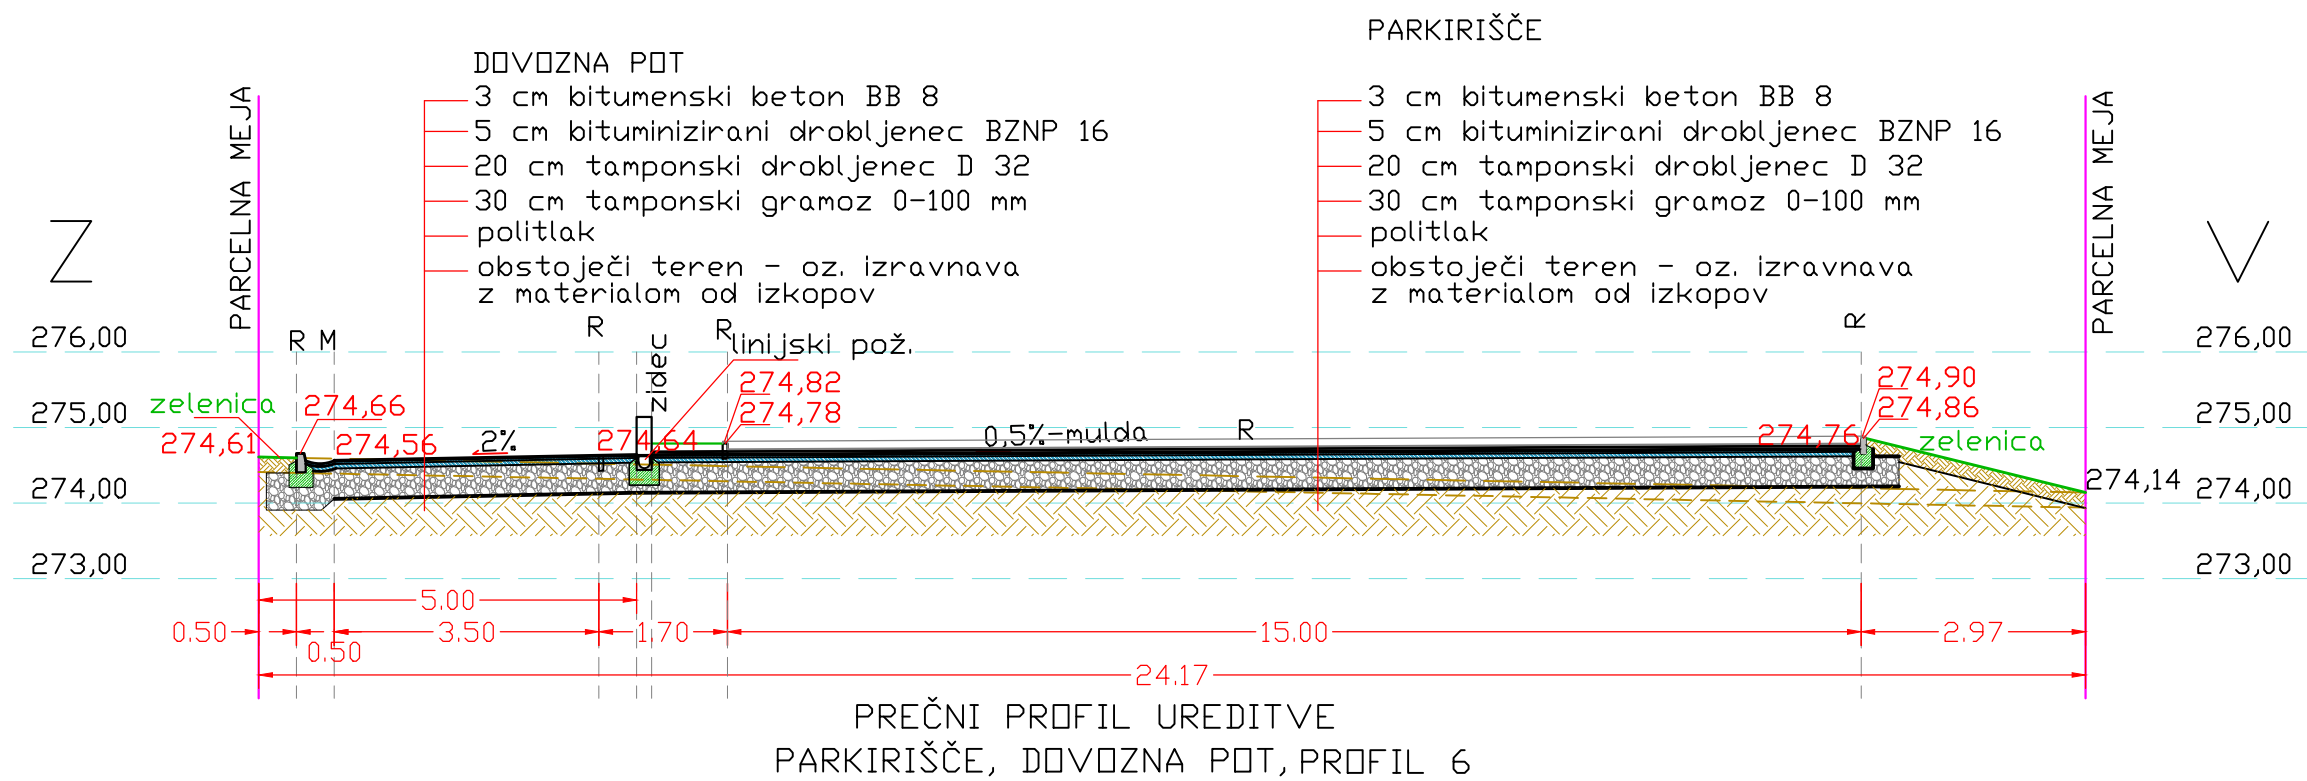 PARKIRIŠČE
DOVOZNA POT
3 cm bitumenski beton BB 8
5 cm bituminizirani drobljenec BZNP 16
20 cm tamponski drobljenec D 32
30 cm tamponski gramoz 0-100 mm
politlak
obstoječi teren - oz. izravnava
z materialom od izkopov
3 cm bitumenski beton BB 8
5 cm bituminizirani drobljenec BZNP 16
20 cm tamponski drobljenec D 32
30 cm tamponski gramoz 0-100 mm
politlak
obstoječi teren - oz. izravnava
z materialom od izkopov
PARCELNA MEJA
PARCELNA MEJA
Z
V
276,00
R M
R
zidec
R
linijski pož.
R
276,00
274,82
274,78
274,90
274,86
zelenica
274,66
275,00
274,61
274,56
2%
274,64
0,5%-mulda
R
274,76
zelenica
275,00
274,00
274,14
274,00
273,00
273,00
5.00
0.50
0.50
3.50
1.70
15.00
2.97
24.17
PREČNI PROFIL UREDITVE
PARKIRIŠČE, DOVOZNA POT, PROFIL 6